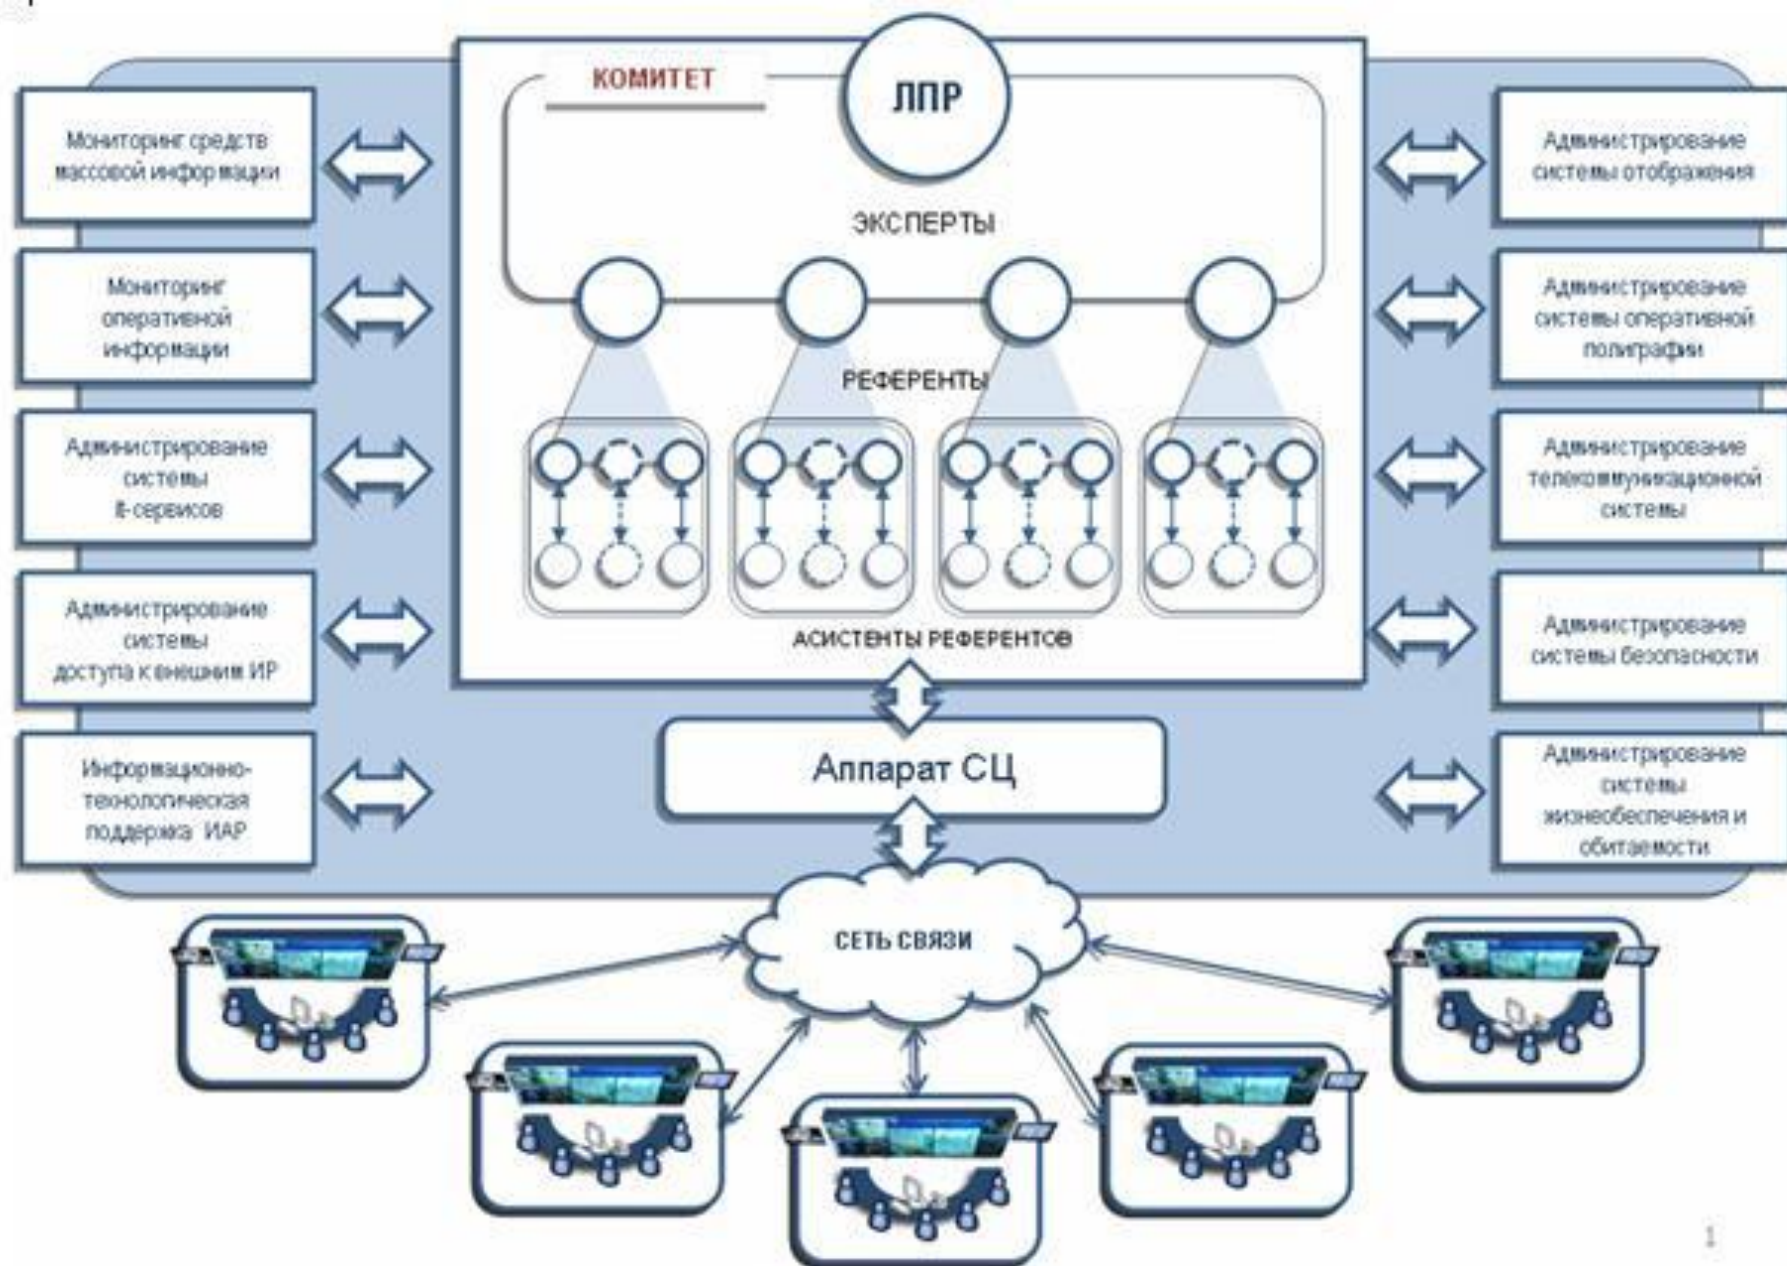 КОМИТЕТ
ЛПР
ЭКСПЕРТЫ
РЕФЕРЕНТЫ
АСИСТЕНТЫ РЕФЕРЕНТОВ
Мониторинг средств
массовой информации
Мониторинг
оперативной
информации
Администрирование
системы
it-сервисов
Администрирование
системы
доступа к внешним ИР
Информационно-
технологическая
поддержка ИАР
Администрирование
системы отображения
Администрирование
системы оперативной
полиграфии
Администрирование
телекоммуникационной
системы
Администрирование
системы безопасности
Администрирование
системы
жизнеобеспечения и
обитаемости
Аппарат СЦ
СЕТЬ СВЯЗИ
1